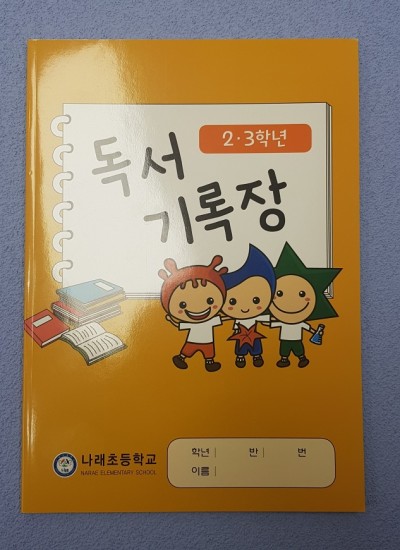 2·3학년
독서
기록장
학년 | 반 | 번
이름 |
나래초등학교
NARAE ELEMENTARY SCHOOL